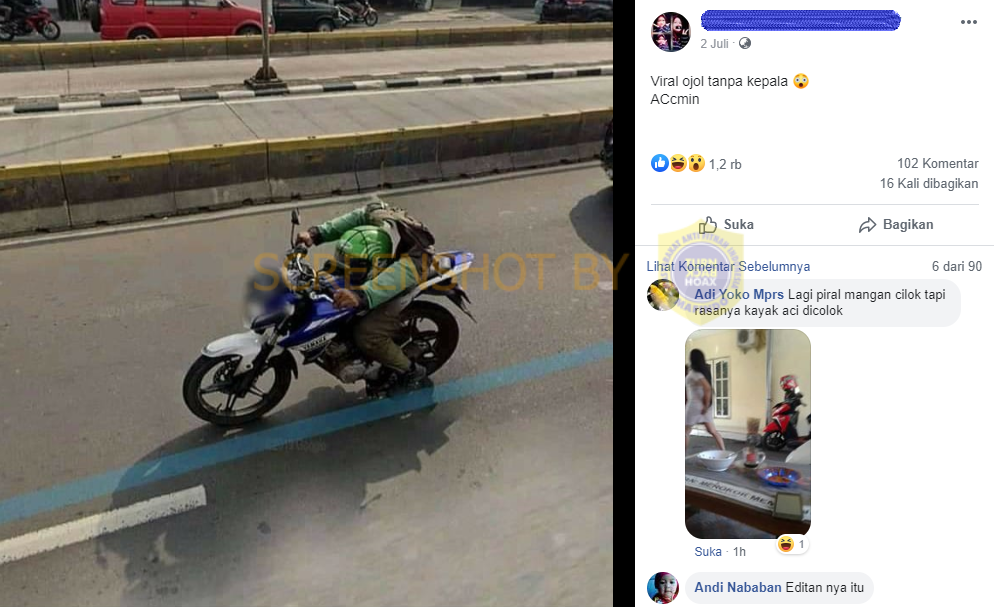 2 Juli
Viral ojol tanpa kepala
ACcmin
1,2 rb
102 Komentar
16 Kali dibagikan
Suka
Bagikan
Lihat Komentar Sebelumnya
6 dari 90
Adi Yoko Mprs Lagi piral mangan cilok tapi
rasanya kayak aci dicolok
Suka · 1h
1
Andi Nababan Editan nya itu
SCREENSHOT BY
HOAX
YAMAHA